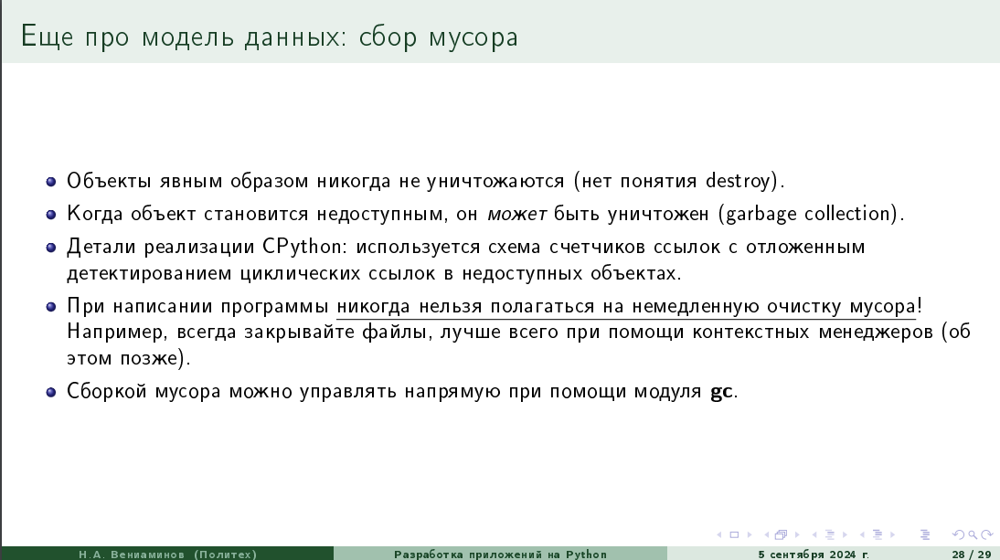 Еще про модель данных: сбор мусора
Объекты явным образом никогда не уничтожаются (нет понятия destroy).
Когда объект становится недоступным, он может быть уничтожен (garbage collection).
Детали реализации CPython: используется схема счетчиков ссылок с отложенным
детектированием циклических ссылок в недоступных объектах.
При написании программы никогда нельзя полагаться на немедленную очистку мусора!
Например, всегда закрывайте файлы, лучше всего при помощи контекстных менеджеров (об
этом позже).
Сборкой мусора можно управлять напрямую при помощи модуля gc.
Н.А. Вениаминов (Политех) Разработка приложений на Python 5 сентября 2024 г. 28 / 29